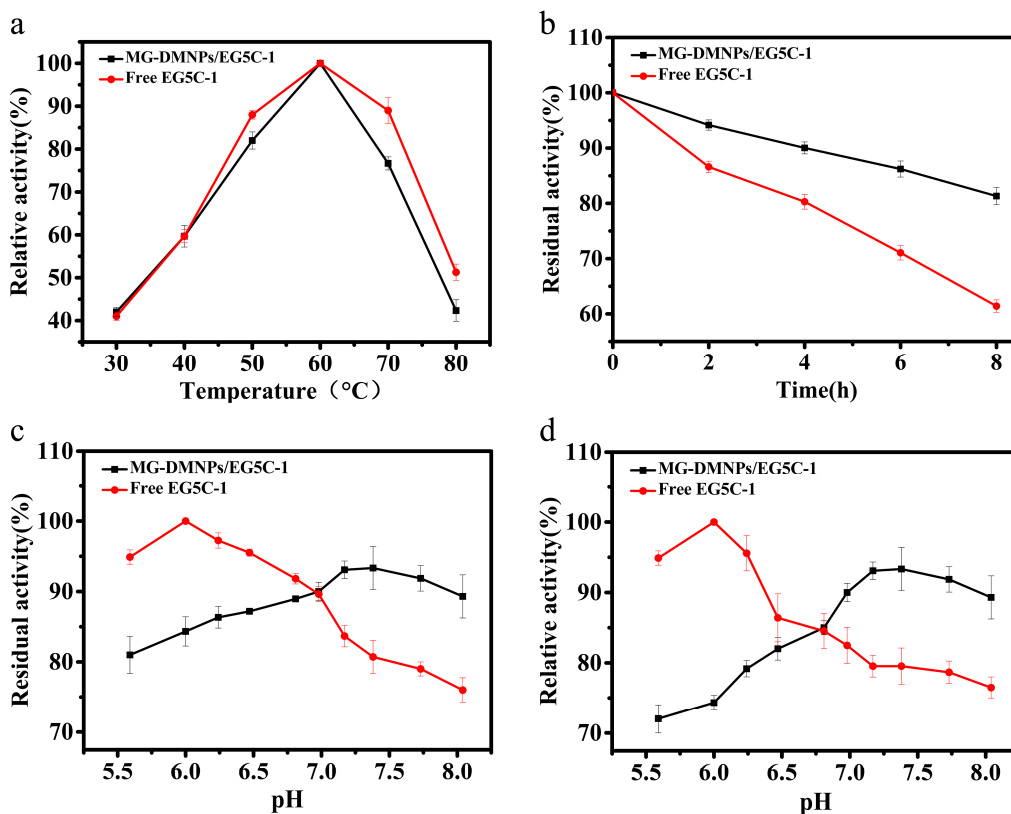 a
MG-DMNPs/EG5C-1
Free EG5C-1
Relative activity(%)
100
90
80
70
60
50
40
30 40 50 60 70 80
Temperature（°C）
b
MG-DMNPs/EG5C-1
Free EG5C-1
Residual activity(%)
110
100
90
80
70
60
0 2 4 6 8
Time(h)
c
MG-DMNPs/EG5C-1
Free EG5C-1
Residual activity(%)
110
100
90
80
70
5.5 6.0 6.5 7.0 7.5 8.0
pH
d
MG-DMNPs/EG5C-1
Free EG5C-1
Relative activity(%)
110
100
90
80
70
5.5 6.0 6.5 7.0 7.5 8.0
pH